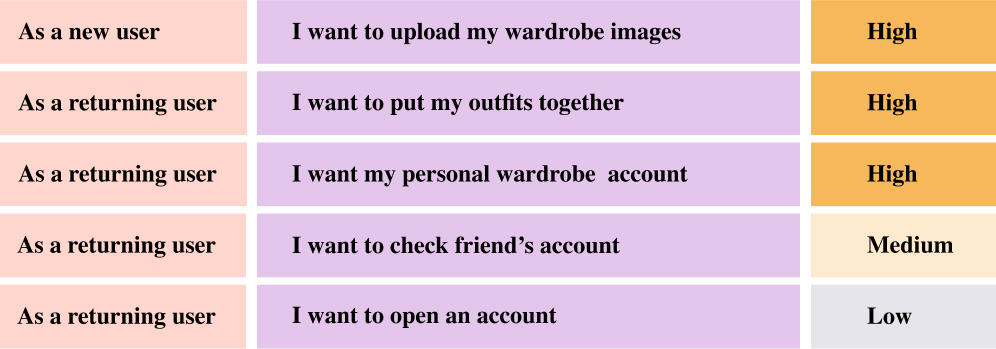 As a new user I want to upload my wardrobe images High
As a returning user I want to put my outfits together High
As a returning user I want my personal wardrobe  account High
As a returning user I want to check friend’s account Medium
As a returning user I want to open an account Low